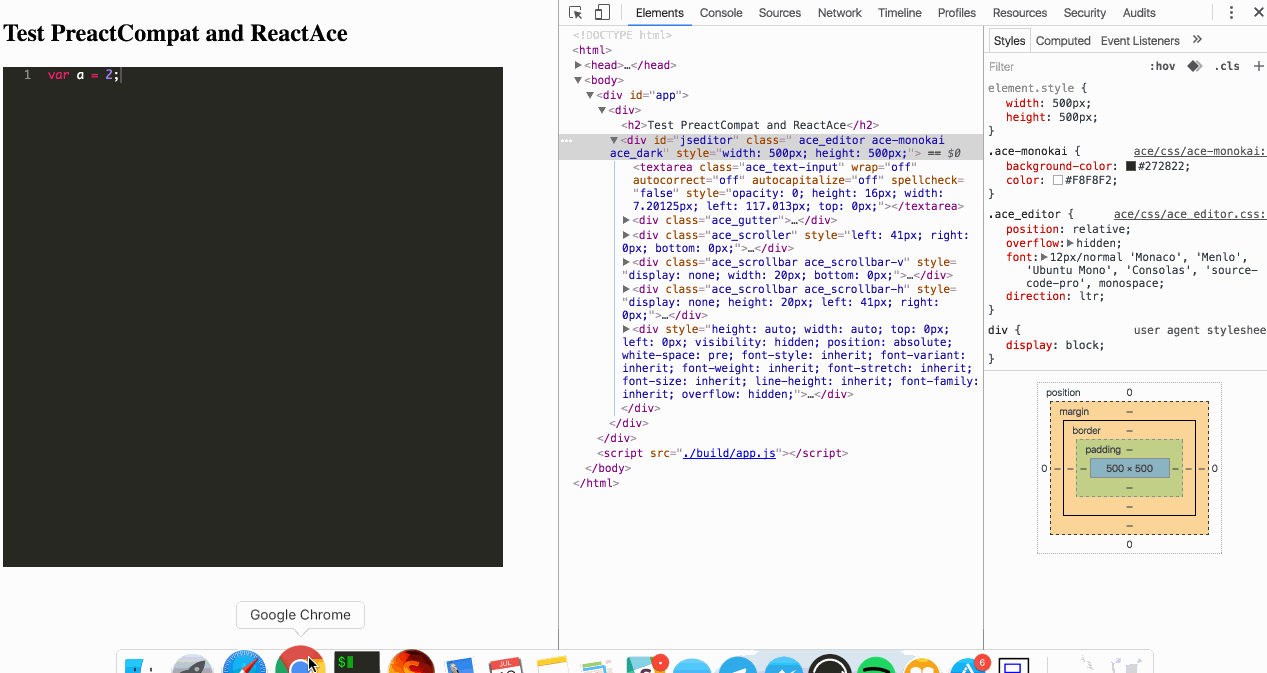 Test PreactCompat and ReactAce
1 var a = 2;
Google Chrome
$
JUL
6
Elements Console Sources Network Timeline Profiles Resources Security Audits
<!DOCTYPE html>
<html>
<head>…</head>
<body>
<div id="app">
<div>
<h2>Test PreactCompat and ReactAce</h2>
<div id="jseditor" class=" ace_editor ace-monokai
ace_dark" style="width: 500px; height: 500px;"> == $0
<textarea class="ace_text-input" wrap="off"
autocorrect="off" autocapitalize="off" spellcheck=
"false" style="opacity: 0; height: 16px; width:
7.20125px; left: 117.013px; top: 0px;"></textarea>
<div class="ace_gutter">…</div>
<div class="ace_scroller" style="left: 41px; right:
0px; bottom: 0px;">…</div>
<div class="ace_scrollbar ace_scrollbar-v" style=
"display: none; width: 20px; bottom: 0px;">…</div>
<div class="ace_scrollbar ace_scrollbar-h" style=
"display: none; height: 20px; left: 41px; right:
0px;">…</div>
<div style="height: auto; width: auto; top: 0px;
left: 0px; visibility: hidden; position: absolute;
white-space: pre; font-style: inherit; font-variant:
inherit; font-weight: inherit; font-stretch: inherit;
font-size: inherit; line-height: inherit; font-family:
inherit; overflow: hidden;">…</div>
</div>
</div>
</div>
<script src="./build/app.js"></script>
</body>
</html>
Styles Computed Event Listeners »
Filter :hov .cls +
element.style {
width: 500px;
height: 500px;
}
.ace-monokai { ace/css/ace-monokai:
background-color: #272822;
color: #F8F8F2;
}
.ace_editor { ace/css/ace_editor.css:
position: relative;
overflow: hidden;
font: 12px/normal 'Monaco', 'Menlo',
'Ubuntu Mono', 'Consolas', 'source-
code-pro', monospace;
direction: ltr;
}
div { user agent styleshee
display: block;
}
position 0
margin –
border –
padding –
0 – – – 500 × 500 – – – 0
–
–
–
0